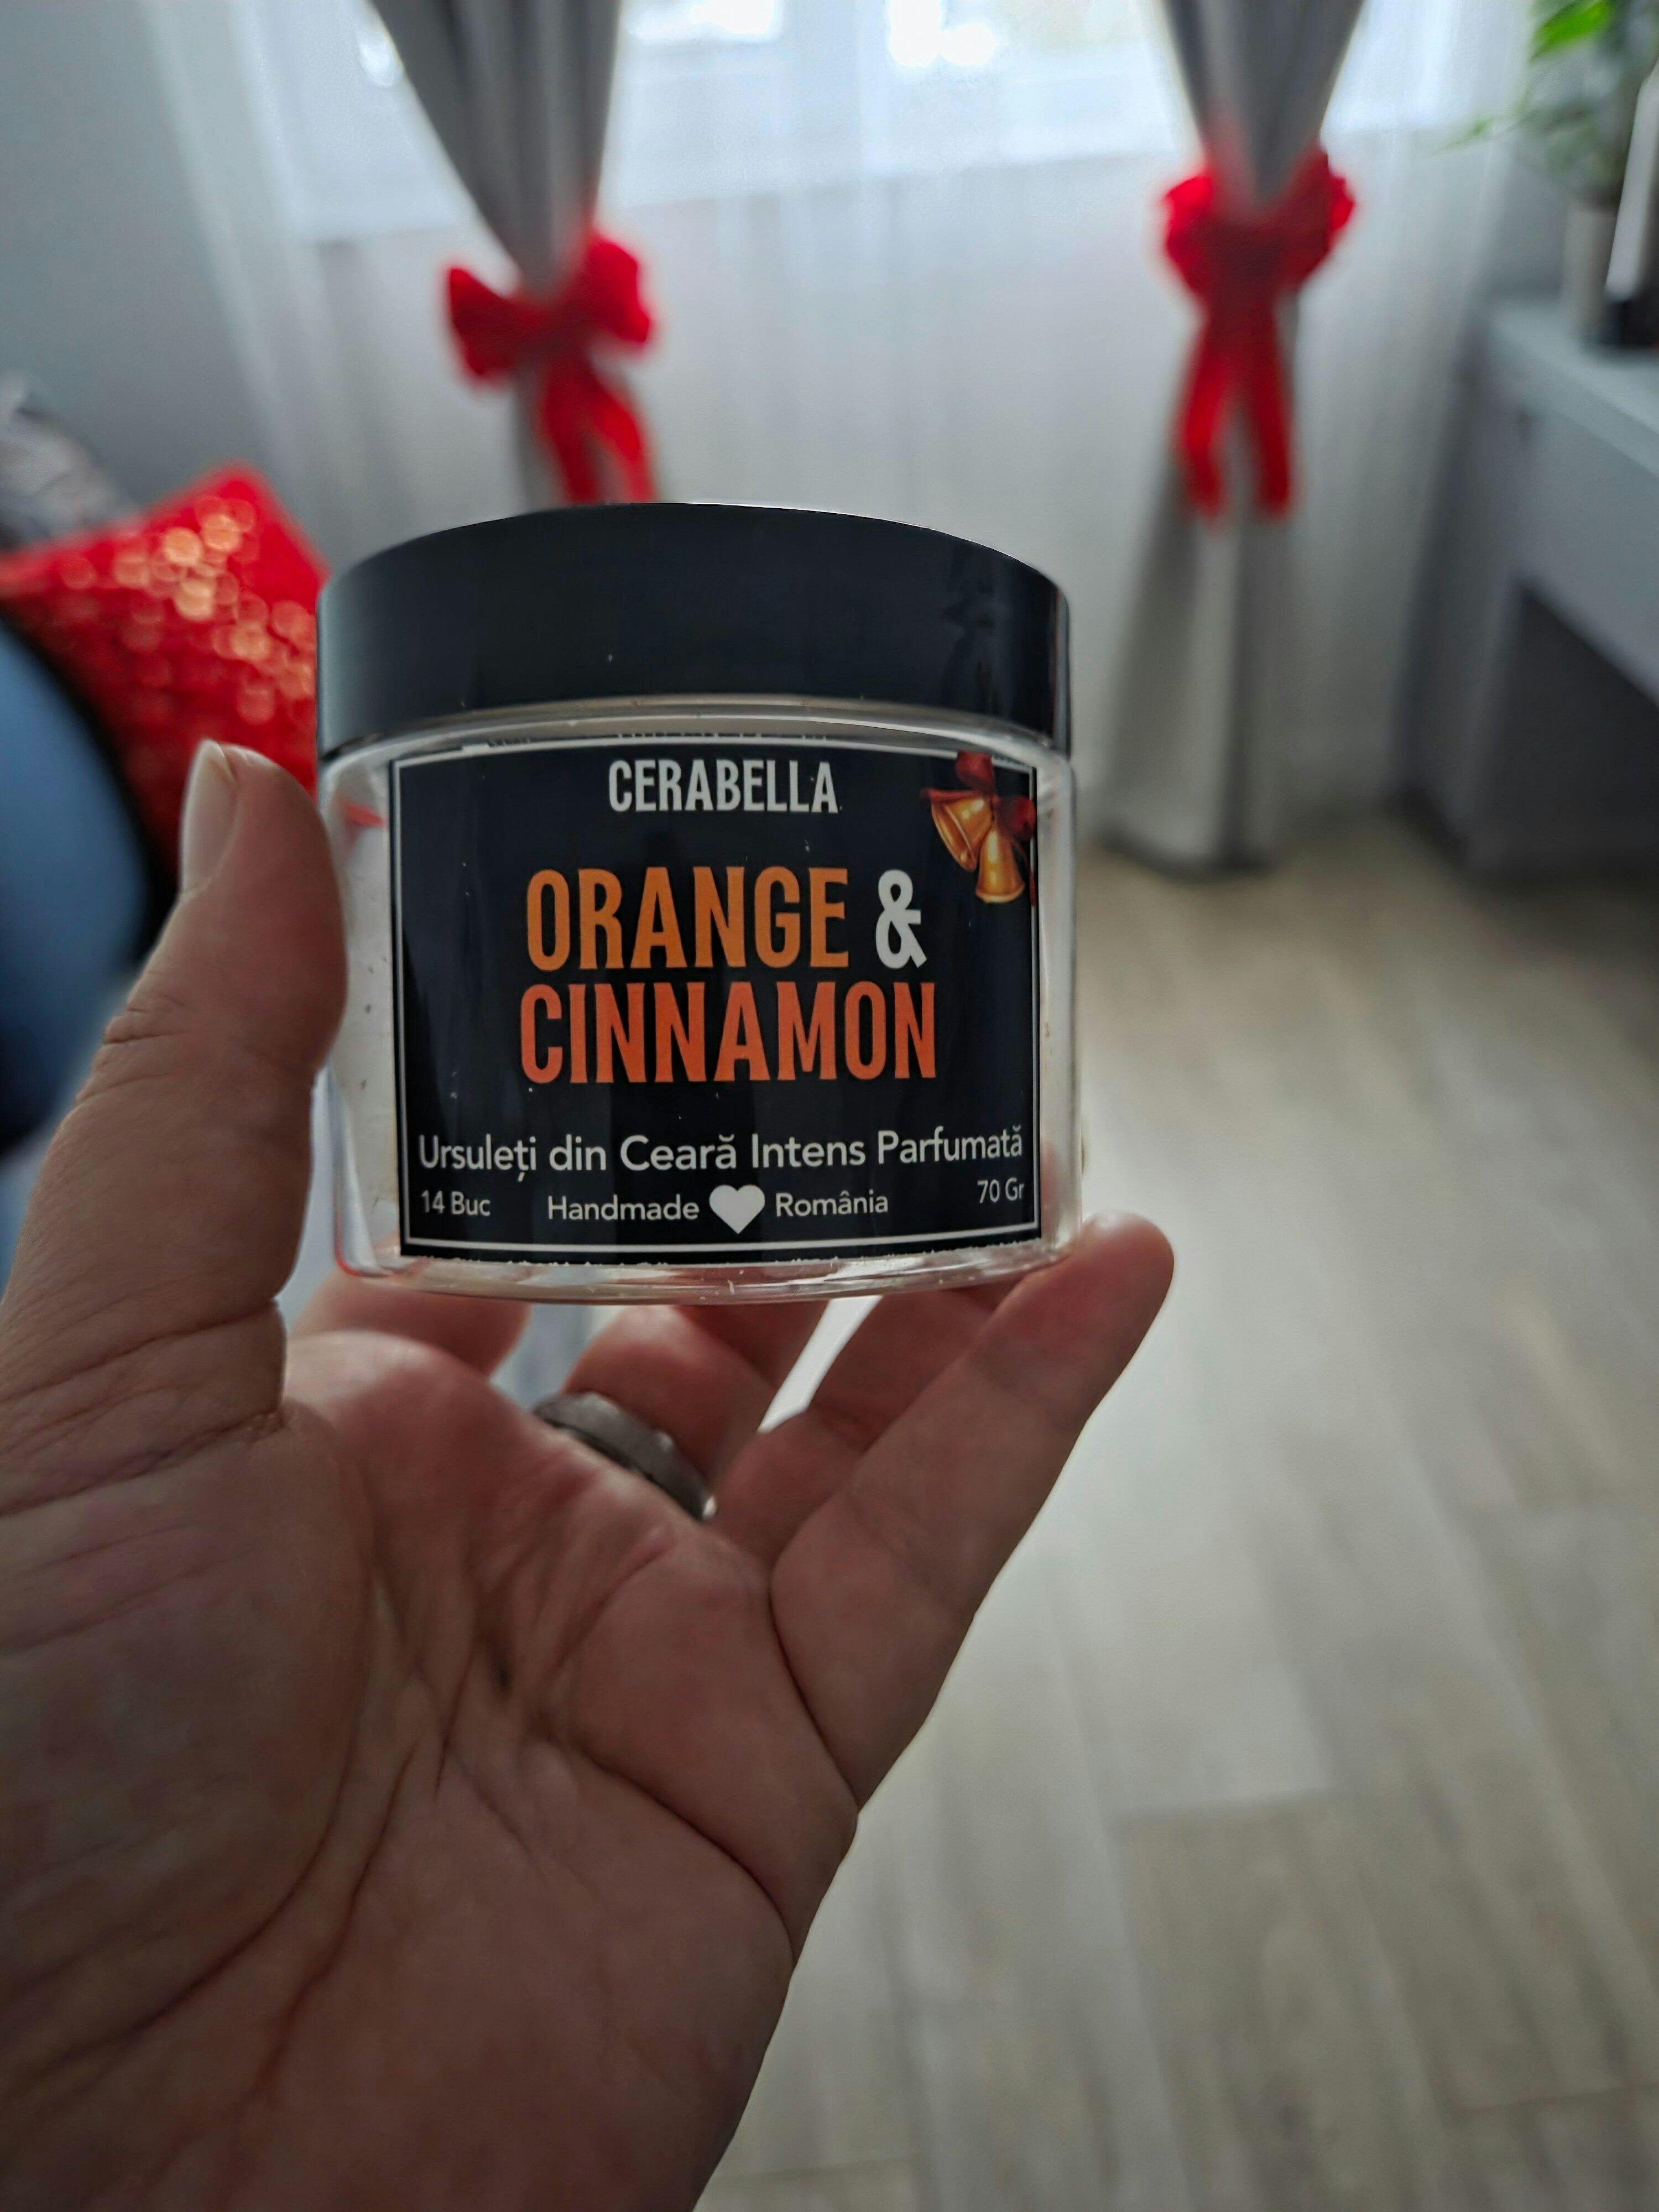 CERABELLA
ORANGE &
CINNAMON
Ursuleți din Ceară Intens Parfumată
14 Buc Handmade România 70 Gr